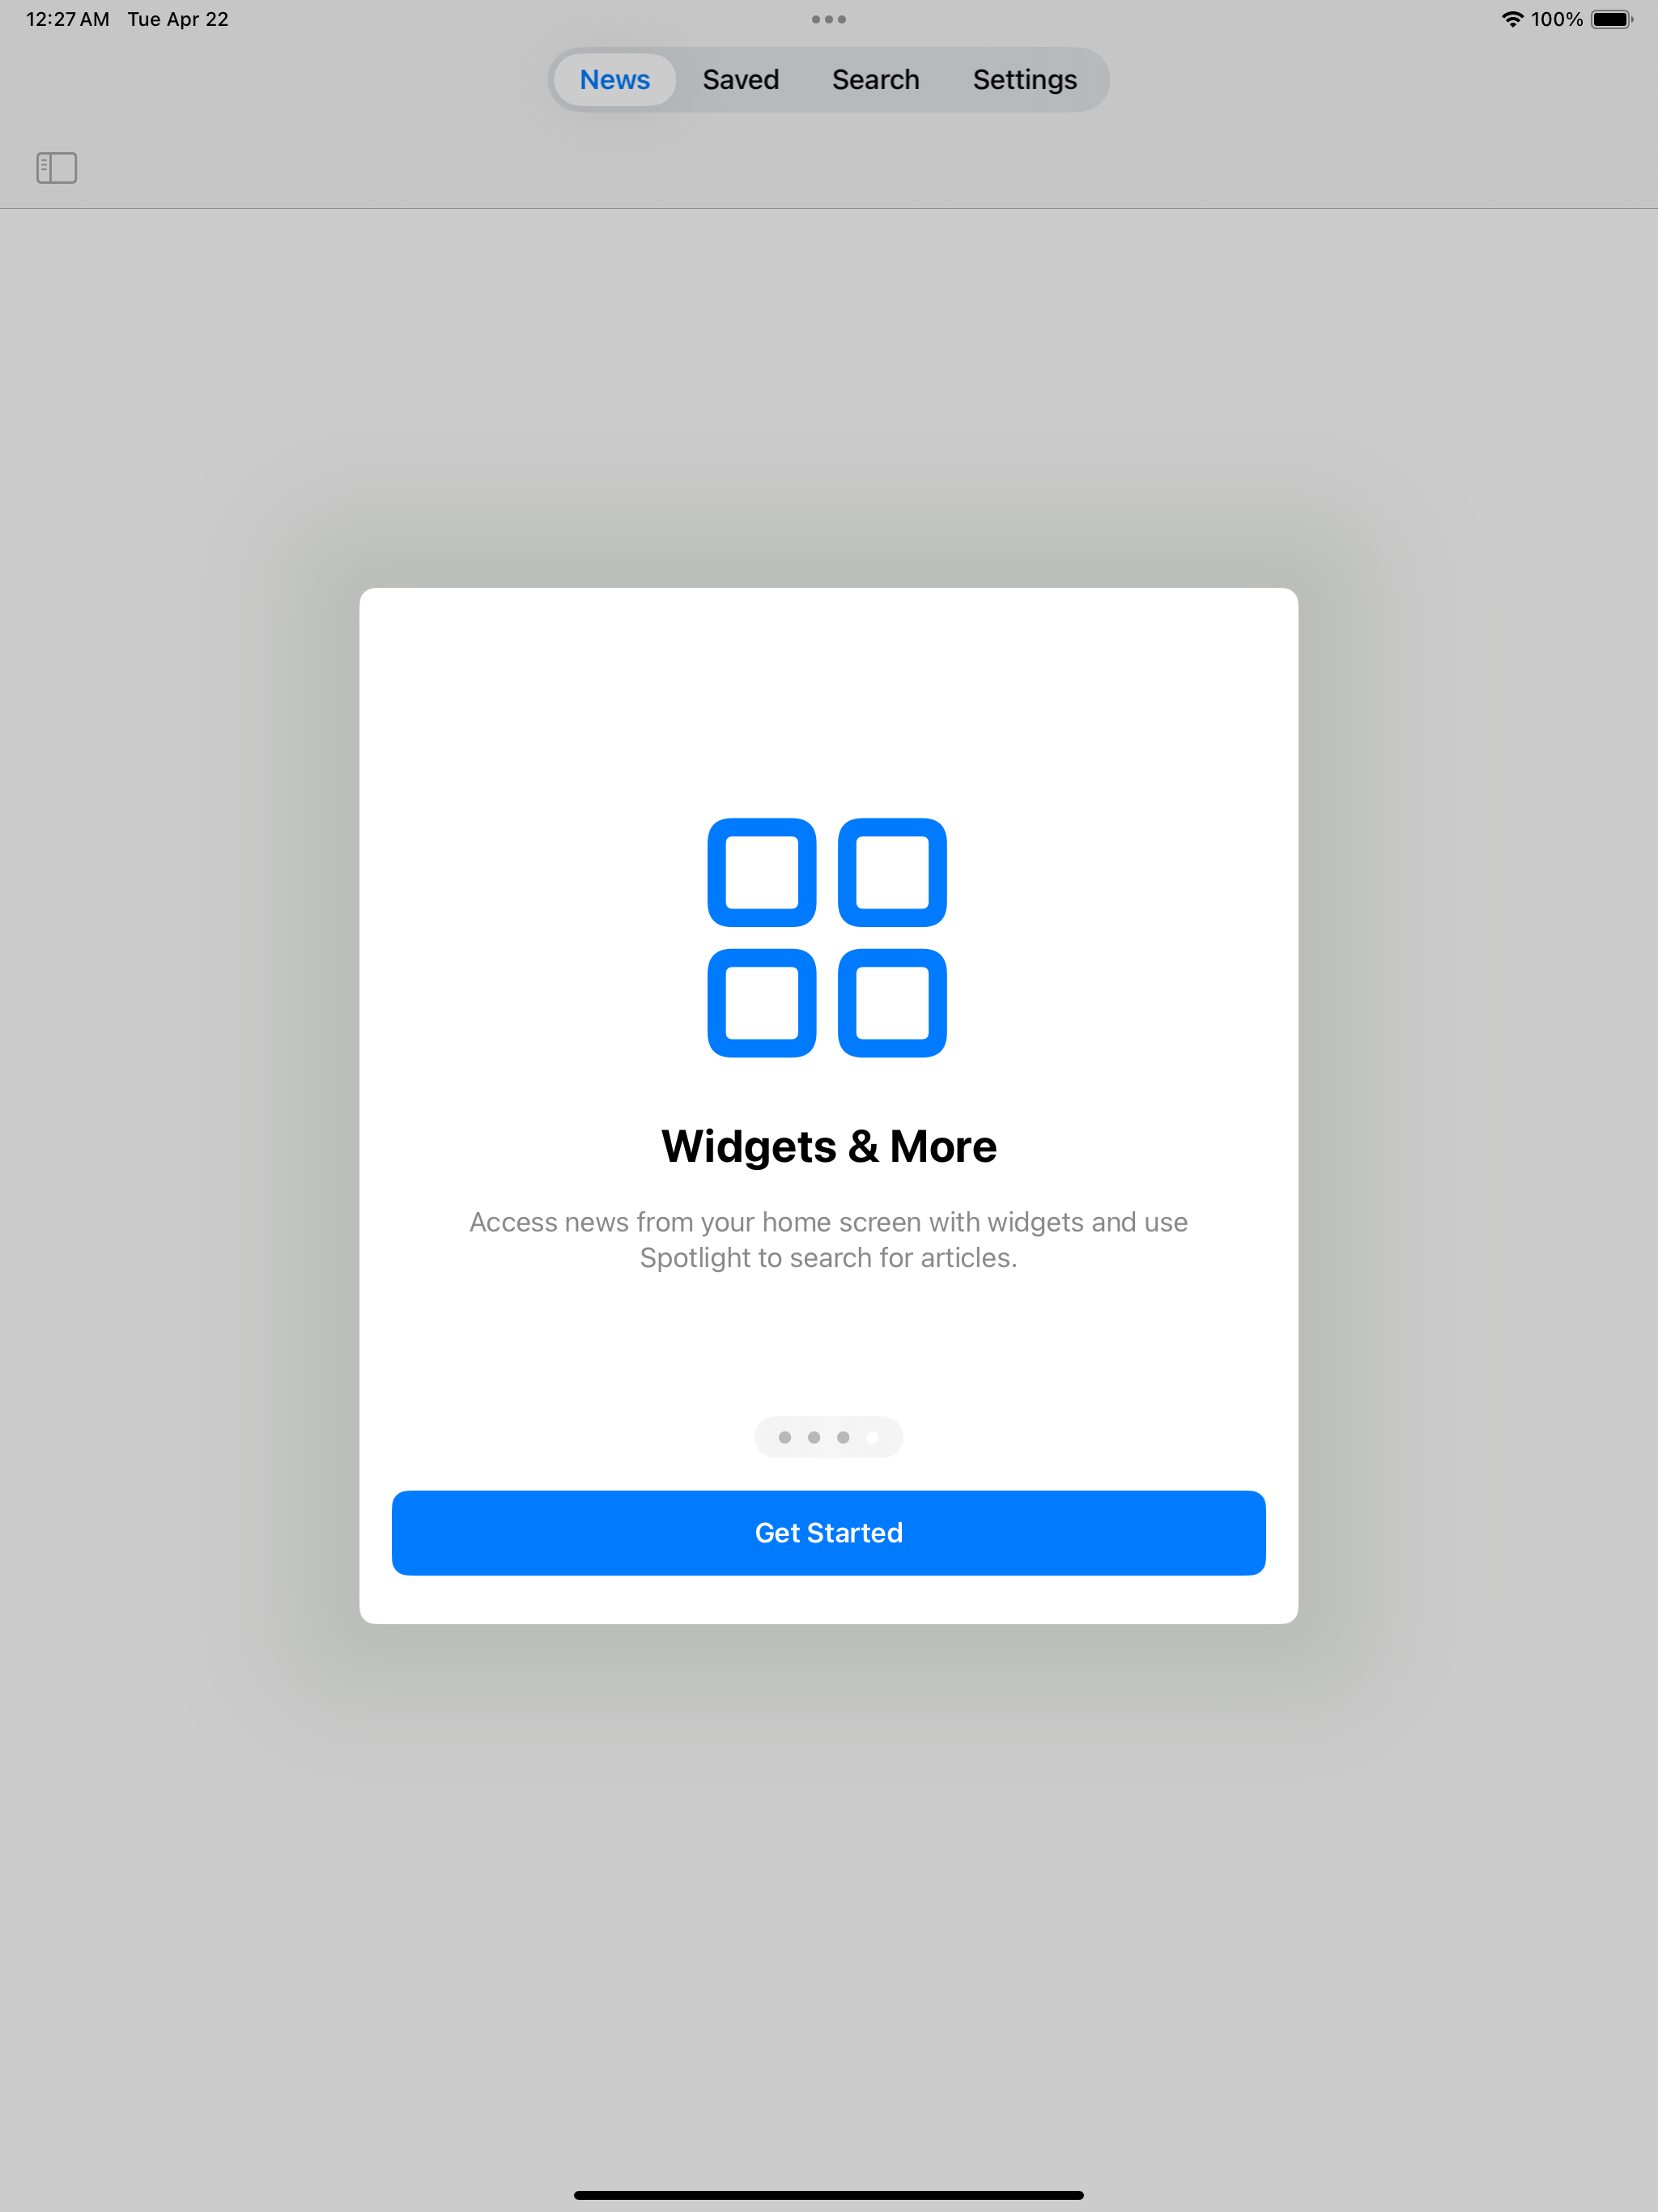 12:27 AM Tue Apr 22
100%
News Saved Search Settings
Widgets & More
Access news from your home screen with widgets and use
Spotlight to search for articles.
Get Started